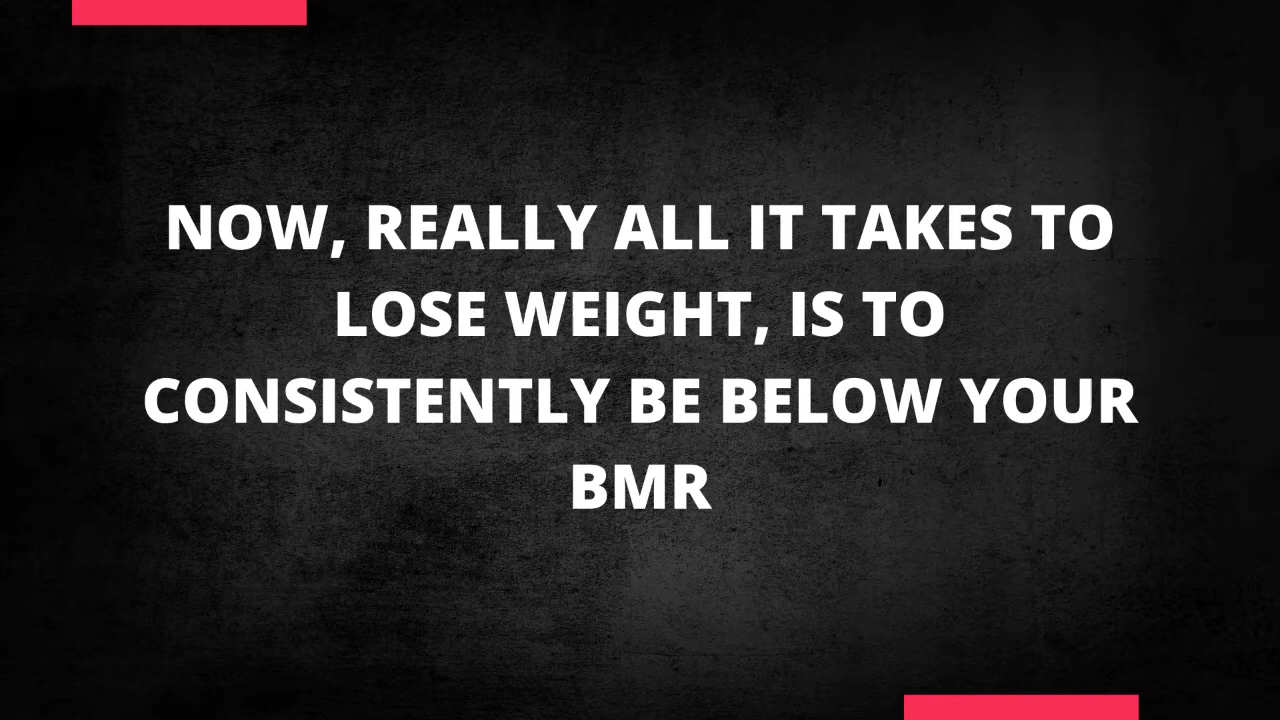 NOW, REALLY ALL IT TAKES TO
LOSE WEIGHT, IS TO
CONSISTENTLY BE BELOW YOUR
BMR